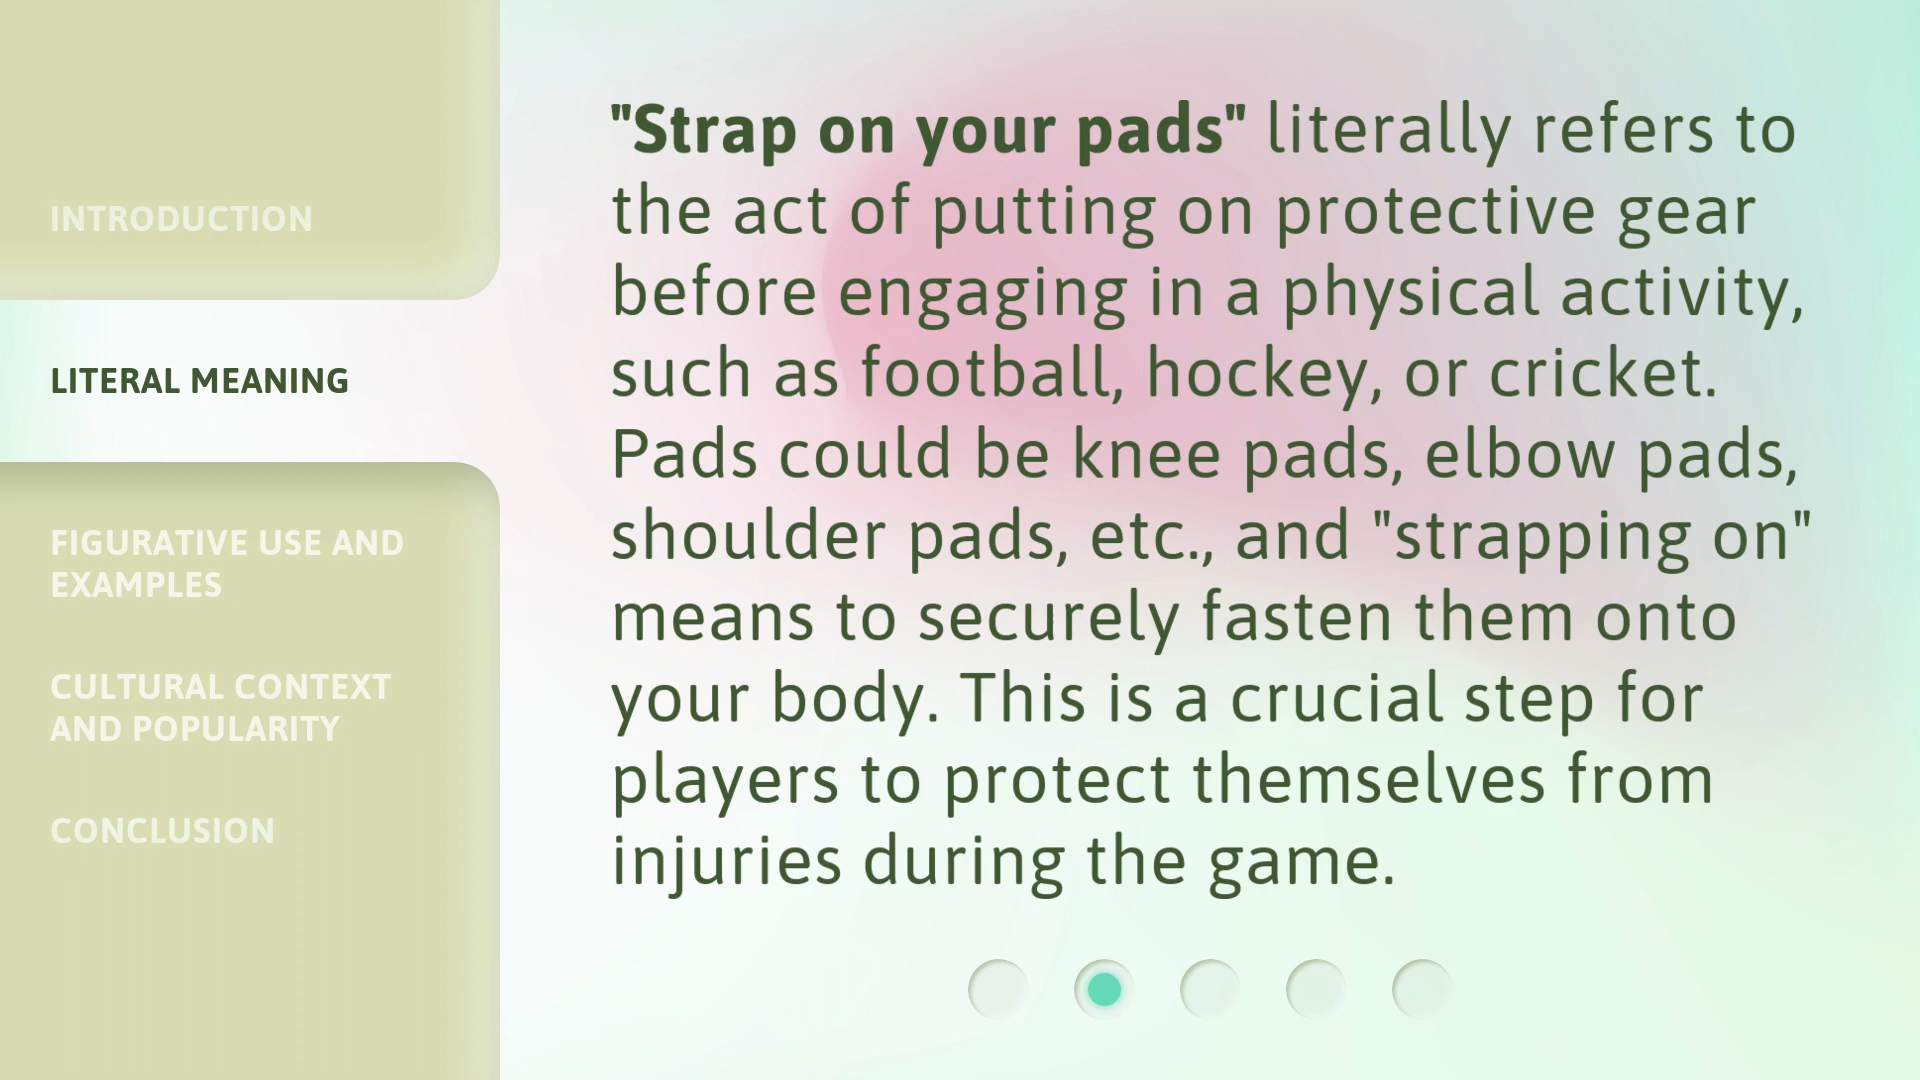 INTRODUCTION
LITERAL MEANING
FIGURATIVE USE AND
EXAMPLES
CULTURAL CONTEXT
AND POPULARITY
CONCLUSION
"Strap on your pads" literally refers to
the act of putting on protective gear
before engaging in a physical activity,
such as football, hockey, or cricket.
Pads could be knee pads, elbow pads,
shoulder pads, etc., and "strapping on"
means to securely fasten them onto
your body. This is a crucial step for
players to protect themselves from
injuries during the game.